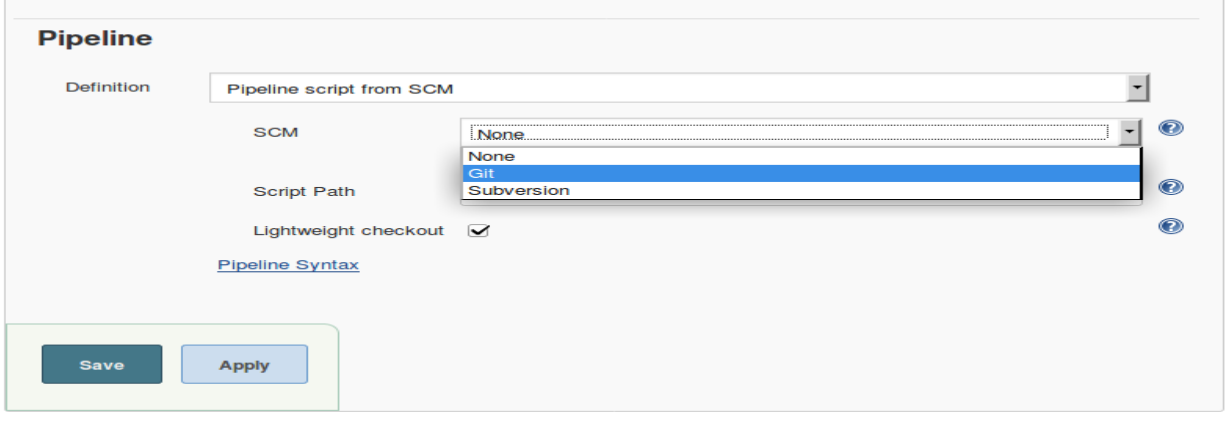 Pipeline
Definition
Pipeline script from SCM
SCM
None
None
Git
Subversion
Script Path
Lightweight checkout
Pipeline Syntax
Save
Apply